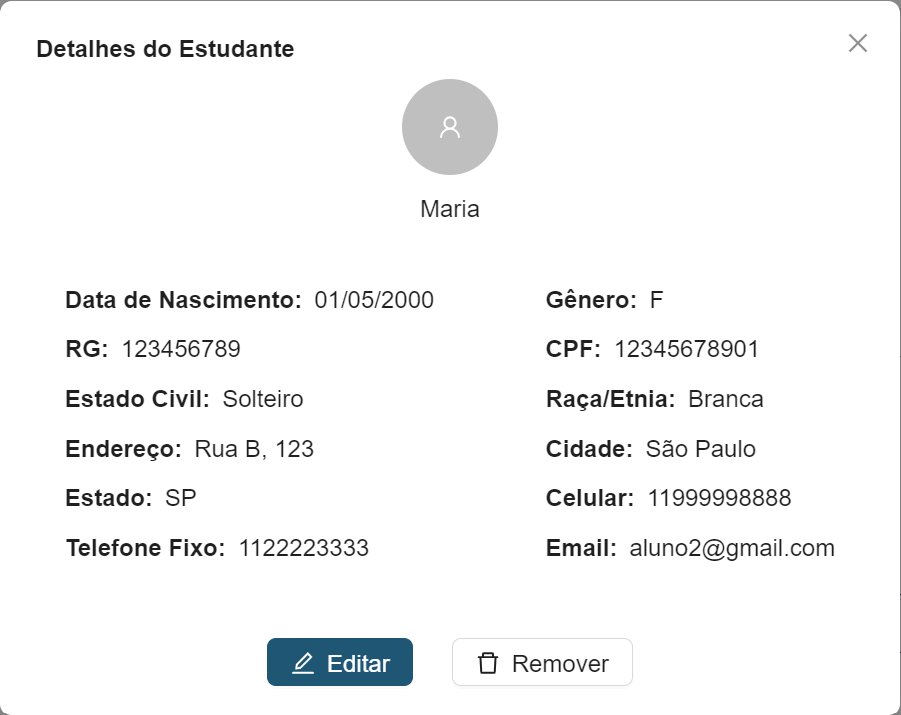 Detalhes do Estudante
Maria
Data de Nascimento: 01/05/2000
Gênero: F
RG: 123456789
CPF: 12345678901
Estado Civil: Solteiro
Raça/Etnia: Branca
Endereço: Rua B, 123
Cidade: São Paulo
Estado: SP
Celular: 11999998888
Telefone Fixo: 1122223333
Email: aluno2@gmail.com
Editar
Remover